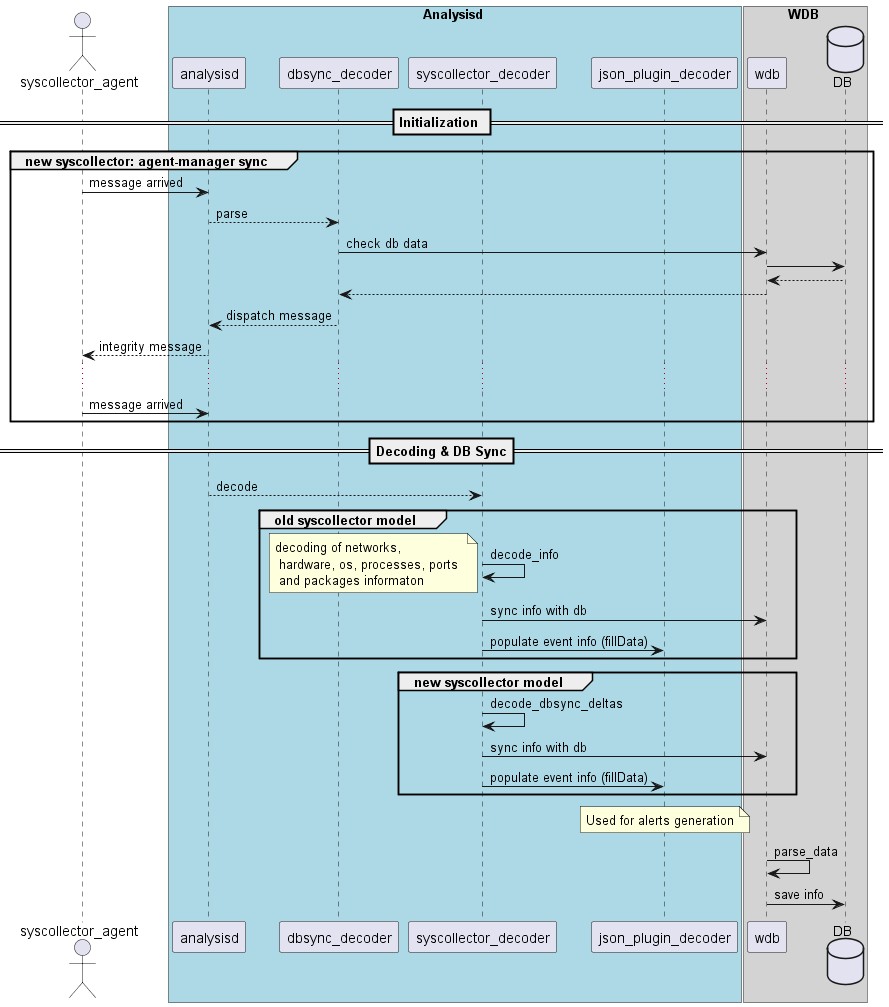 Analysisd
WDB
syscollector_agent
analysisd
dbsync_decoder
syscollector_decoder
json_plugin_decoder
wdb
DB
Initialization
new syscollector: agent-manager sync
message arrived
parse
check db data
dispatch message
integrity message
message arrived
Decoding & DB Sync
decode
old syscollector model
decoding of networks,
hardware, os, processes, ports
and packages informaton
decode_info
sync info with db
populate event info (fillData)
new syscollector model
decode_dbsync_deltas
sync info with db
populate event info (fillData)
Used for alerts generation
parse_data
save info
syscollector_agent
analysisd
dbsync_decoder
syscollector_decoder
json_plugin_decoder
wdb
DB